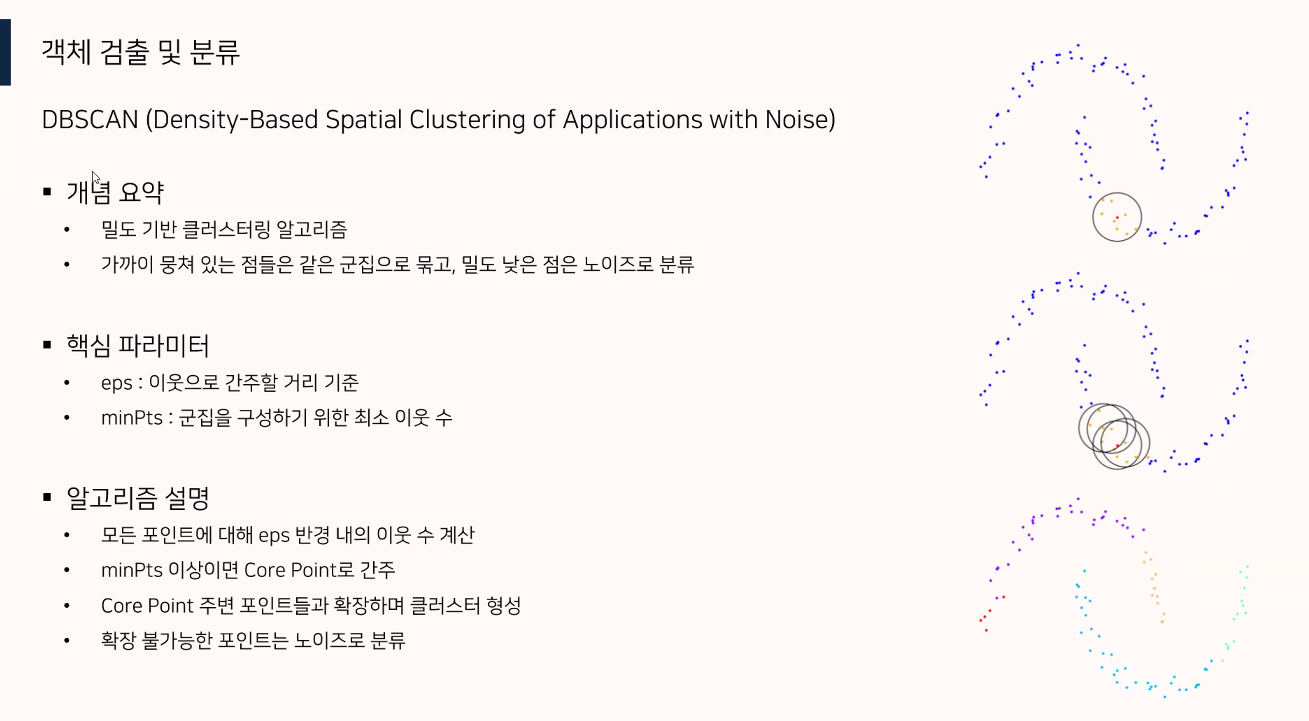 객체 검출 및 분류
DBSCAN (Density-Based Spatial Clustering of Applications with Noise)
▪ 개념 요약
• 밀도 기반 클러스터링 알고리즘
• 가까이 뭉쳐 있는 점들은 같은 군집으로 묶고, 밀도 낮은 점은 노이즈로 분류
▪ 핵심 파라미터
• eps : 이웃으로 간주할 거리 기준
• minPts : 군집을 구성하기 위한 최소 이웃 수
▪ 알고리즘 설명
• 모든 포인트에 대해 eps 반경 내의 이웃 수 계산
• minPts 이상이면 Core Point로 간주
• Core Point 주변 포인트들과 확장하며 클러스터 형성
• 확장 불가능한 포인트는 노이즈로 분류